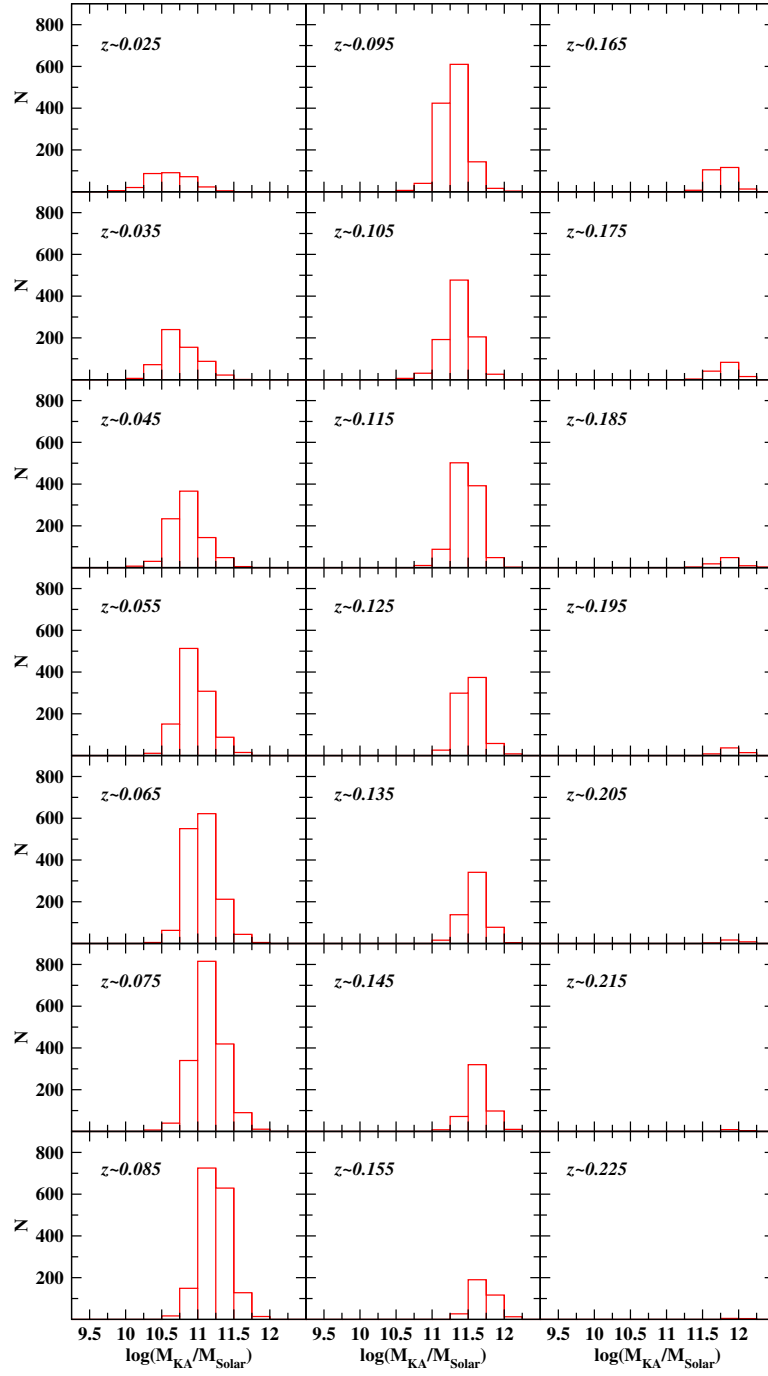 800
600
400
200
N
z~0.025
z~0.095
z~0.165
800
600
400
200
N
z~0.035
z~0.105
z~0.175
800
600
400
200
N
z~0.045
z~0.115
z~0.185
800
600
400
200
N
z~0.055
z~0.125
z~0.195
800
600
400
200
N
z~0.065
z~0.135
z~0.205
800
600
400
200
N
z~0.075
z~0.145
z~0.215
800
600
400
200
N
z~0.085
z~0.155
z~0.225
9.5 10 10.5 11 11.5 12
9.5 10 10.5 11 11.5 12
9.5 10 10.5 11 11.5 12
log(M_KA/M_Solar)
log(M_KA/M_Solar)
log(M_KA/M_Solar)